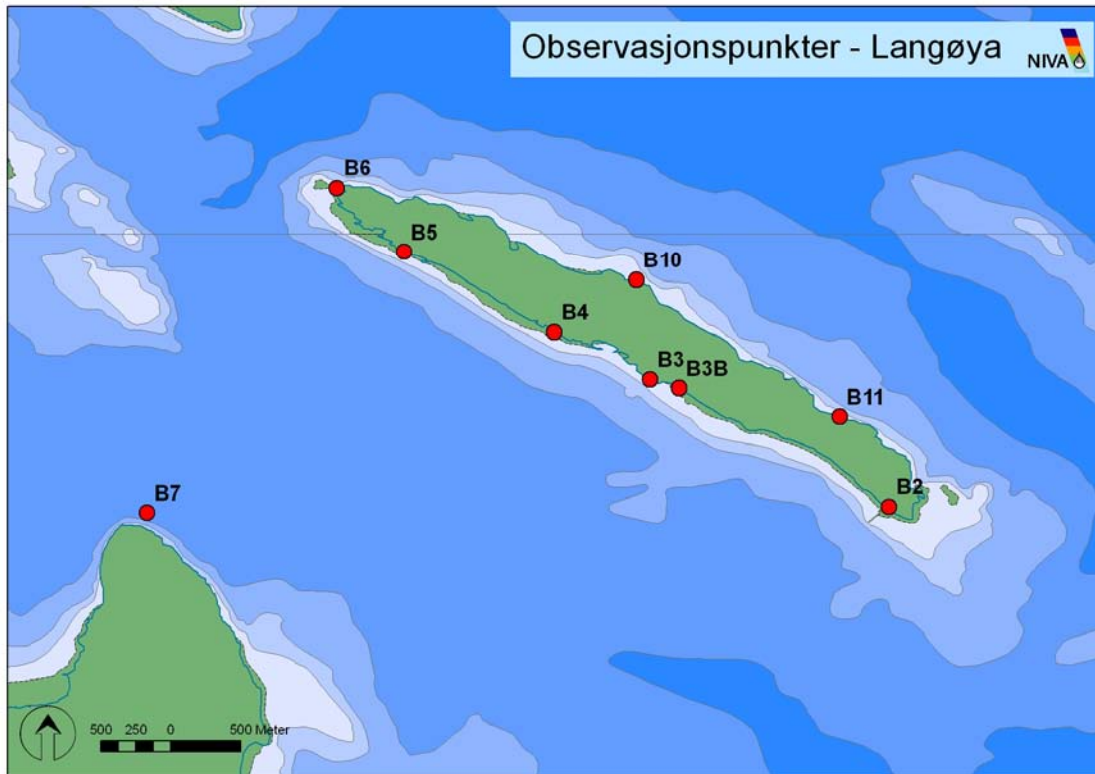 Observasjonspunkter - Langøya
NIVA
B6
B5
B10
B4
B3
B3B
B11
B2
B7
500 250 0 500 Meter